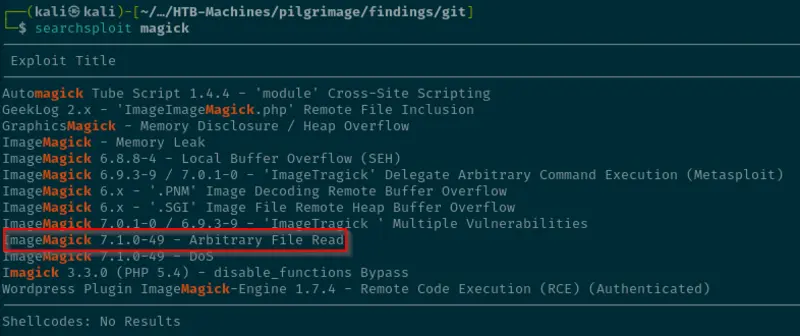 ┌──(kali㉿kali)-[~/…/HTB-Machines/pilgrimage/findings/git]
└─$ searchsploit magick
Exploit Title
Automagick Tube Script 1.4.4 - 'module' Cross-Site Scripting
GeekLog 2.x - 'ImageImageMagick.php' Remote File Inclusion
GraphicsMagick - Memory Disclosure / Heap Overflow
ImageMagick - Memory Leak
ImageMagick 6.8.8-4 - Local Buffer Overflow (SEH)
ImageMagick 6.9.3-9 / 7.0.1-0 - 'ImageTragick' Delegate Arbitrary Command Execution (Metasploit)
ImageMagick 6.x - '.PNM' Image Decoding Remote Buffer Overflow
ImageMagick 6.x - '.SGI' Image File Remote Heap Buffer Overflow
ImageMagick 7.0.1-0 / 6.9.3-9 - 'ImageTragick ' Multiple Vulnerabilities
ImageMagick 7.1.0-49 - Arbitrary File Read
ImageMagick 7.1.0-49 - DoS
Imagick 3.3.0 (PHP 5.4) - disable_functions Bypass
Wordpress Plugin ImageMagick-Engine 1.7.4 - Remote Code Execution (RCE) (Authenticated)
Shellcodes: No Results